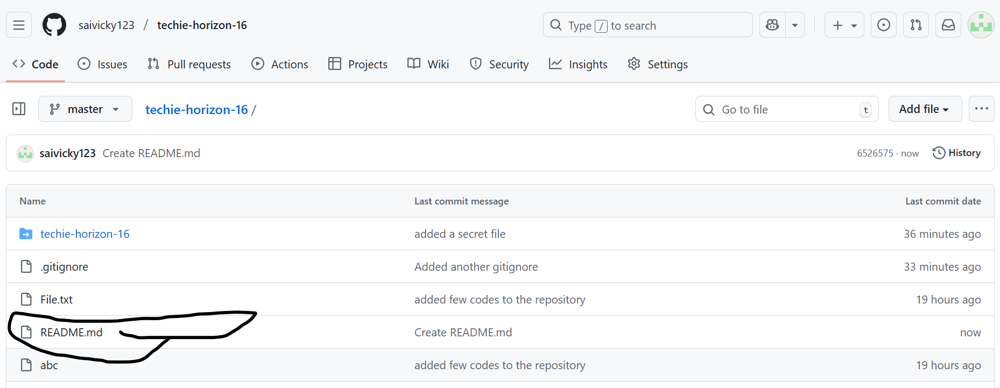 saivicky123 / techie-horizon-16
Type / to search
Code Issues Pull requests Actions Projects Wiki Security Insights Settings
master techie-horizon-16 / Go to file t Add file ...
saivicky123 Create README.md 6526575 · now History
Name Last commit message Last commit date
techie-horizon-16 added a secret file 36 minutes ago
.gitignore Added another gitignore 33 minutes ago
File.txt added few codes to the repository 19 hours ago
README.md Create README.md now
abc added few codes to the repository 19 hours ago